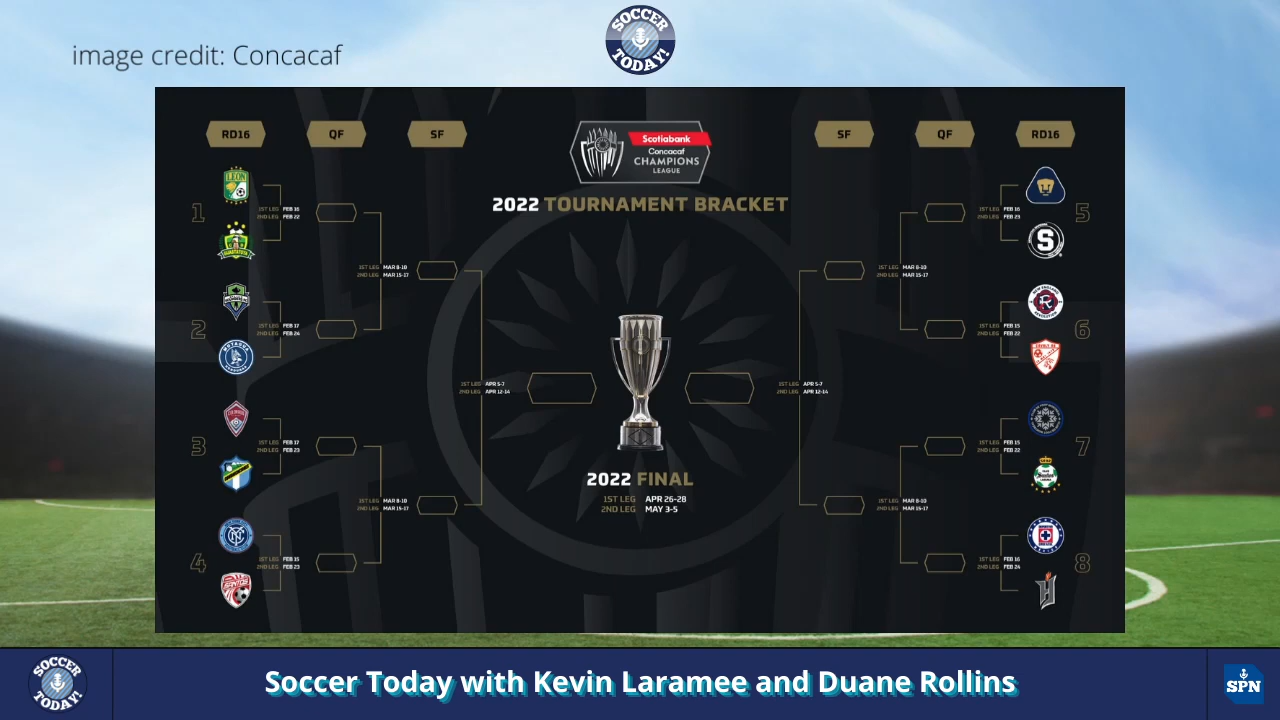 image credit: Concacaf
SOCCER
TODAY!
RD16
QF
SF
Scotiabank
Concacaf
CHAMPIONS
LEAGUE
SF
QF
RD16
2022 TOURNAMENT BRACKET
LEON
1
1ST LEG FEB 16
2ND LEG FEB 22
1ST LEG MAR 8-10
2ND LEG MAR 15-17
2
1ST LEG FEB 17
2ND LEG FEB 24
MOTAGUA
1ST LEG APR 5-7
2ND LEG APR 12-14
3
1ST LEG FEB 17
2ND LEG FEB 23
1ST LEG MAR 8-10
2ND LEG MAR 15-17
4
1ST LEG FEB 15
2ND LEG FEB 23
SANTOS
5
1ST LEG FEB 16
2ND LEG FEB 23
S
1ST LEG MAR 8-10
2ND LEG MAR 15-17
6
1ST LEG FEB 15
2ND LEG FEB 22
1ST LEG APR 5-7
2ND LEG APR 12-14
7
1ST LEG FEB 15
2ND LEG FEB 22
1ST LEG MAR 8-10
2ND LEG MAR 15-17
8
1ST LEG FEB 16
2ND LEG FEB 24
2022 FINAL
1ST LEG APR 26-28
2ND LEG MAY 3-5
SOCCER
TODAY!
Soccer Today with Kevin Laramee and Duane Rollins
SPN